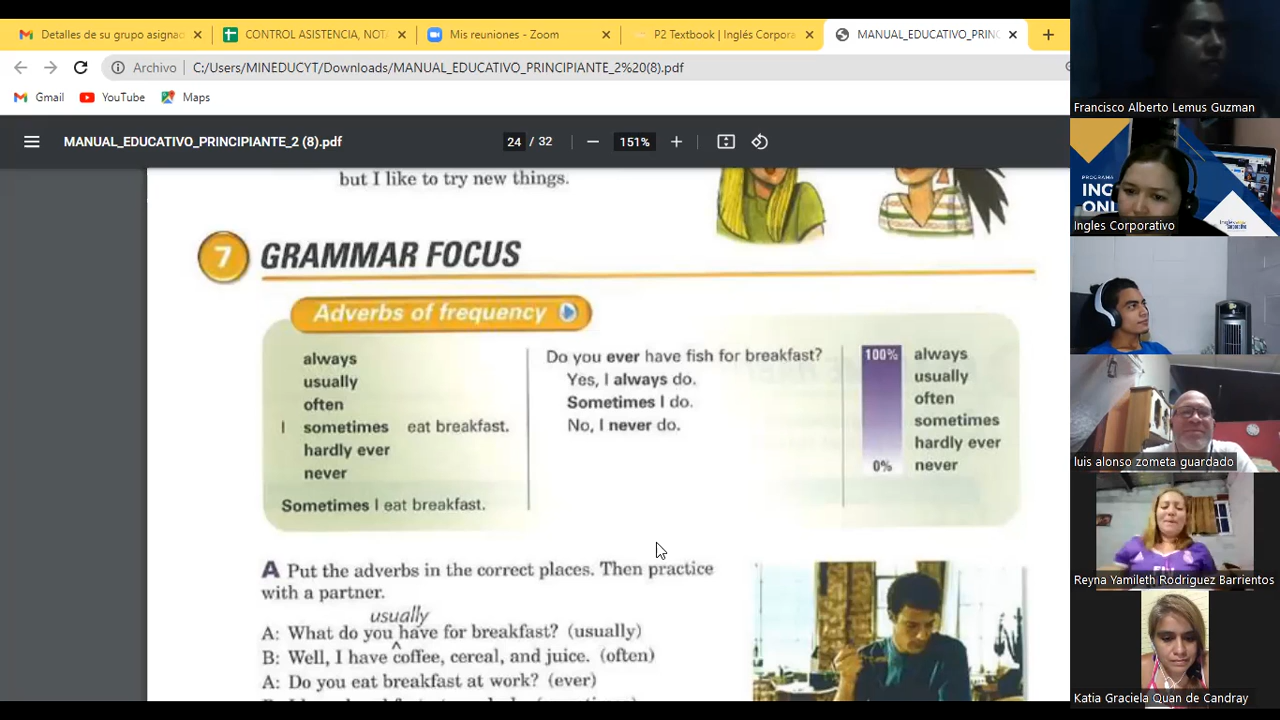 Detalles de su grupo asignad
CONTROL ASISTENCIA, NOTA
Mis reuniones - Zoom
P2 Textbook | Inglés Corpora
MANUAL_EDUCATIVO_PRINC
Archivo
C:/Users/MINEDUCYT/Downloads/MANUAL_EDUCATIVO_PRINCIPIANTE_2%20(8).pdf
Gmail
YouTube
Maps
MANUAL_EDUCATIVO_PRINCIPIANTE_2 (8).pdf
24 / 32
151%
but I like to try new things.
7 GRAMMAR FOCUS
Adverbs of frequency
always
usually
often
I sometimes eat breakfast.
hardly ever
never
Sometimes I eat breakfast.
Do you ever have fish for breakfast?
Yes, I always do.
Sometimes I do.
No, I never do.
100% always
usually
often
sometimes
hardly ever
0% never
A Put the adverbs in the correct places. Then practice
with a partner.
usually
A: What do you have for breakfast? (usually)
B: Well, I have coffee, cereal, and juice. (often)
A: Do you eat breakfast at work? (ever)
Francisco Alberto Lemus Guzman
PROGRAMA
ING
ONL
Ingles Corporativo
luis alonso zometa guardado
Reyna Yamileth Rodriguez Barrientos
Katia Graciela Quan de Candray